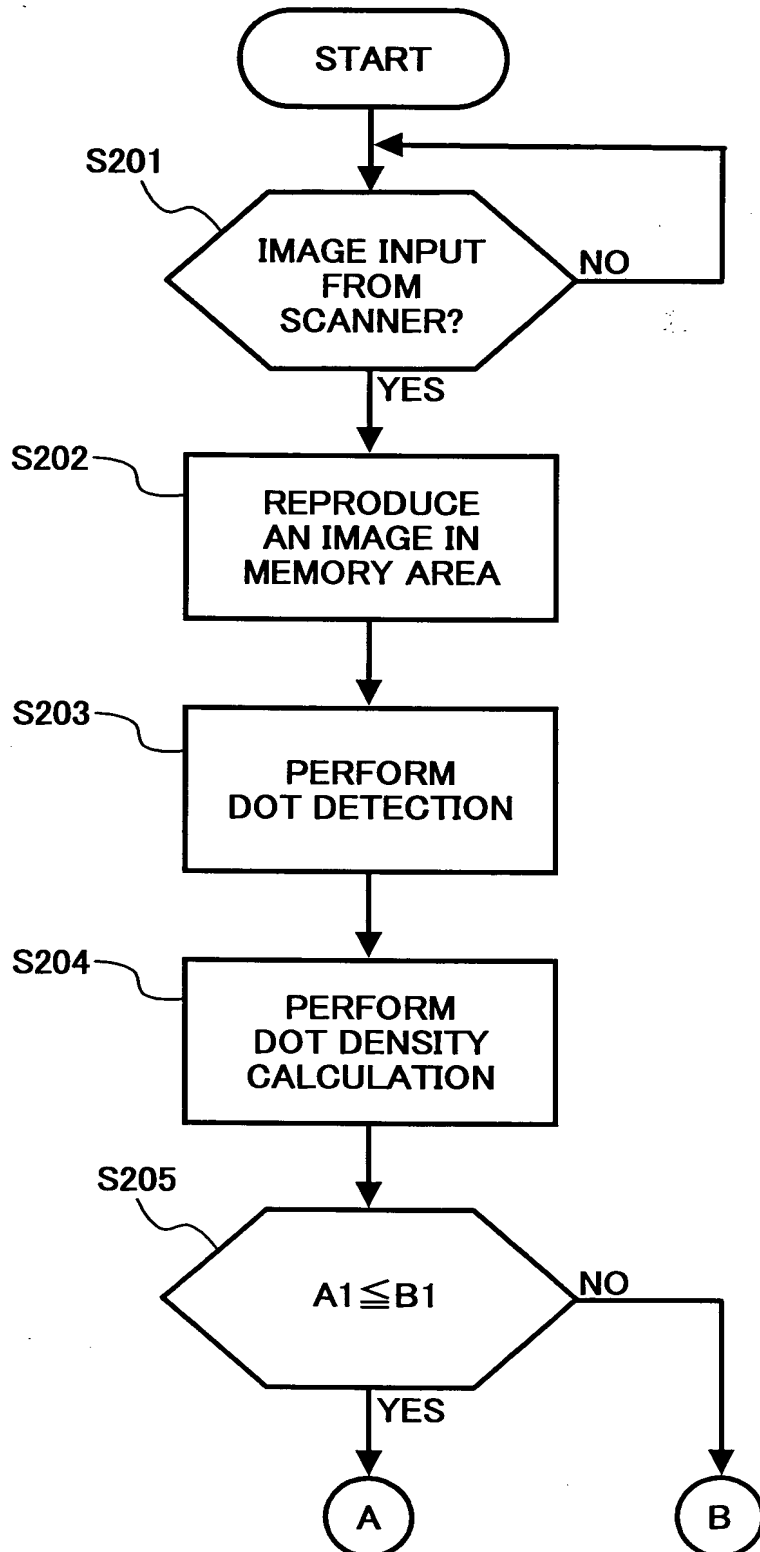 START
S201
IMAGE INPUT
FROM
SCANNER?
NO
YES
S202
REPRODUCE
AN IMAGE IN
MEMORY AREA
S203
PERFORM
DOT DETECTION
S204
PERFORM
DOT DENSITY
CALCULATION
S205
A1≦B1
NO
YES
A
B